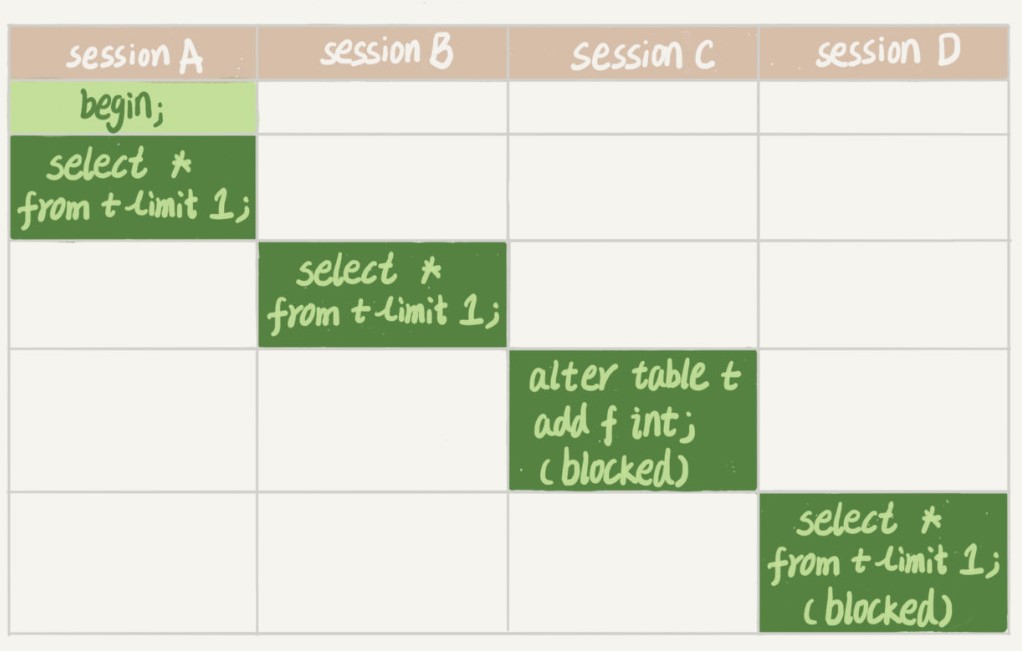 session A
session B
session C
session D
begin;
select *
from t limit 1;
select *
from t limit 1;
alter table t
add f int;
(blocked)
select *
from t limit 1;
(blocked)